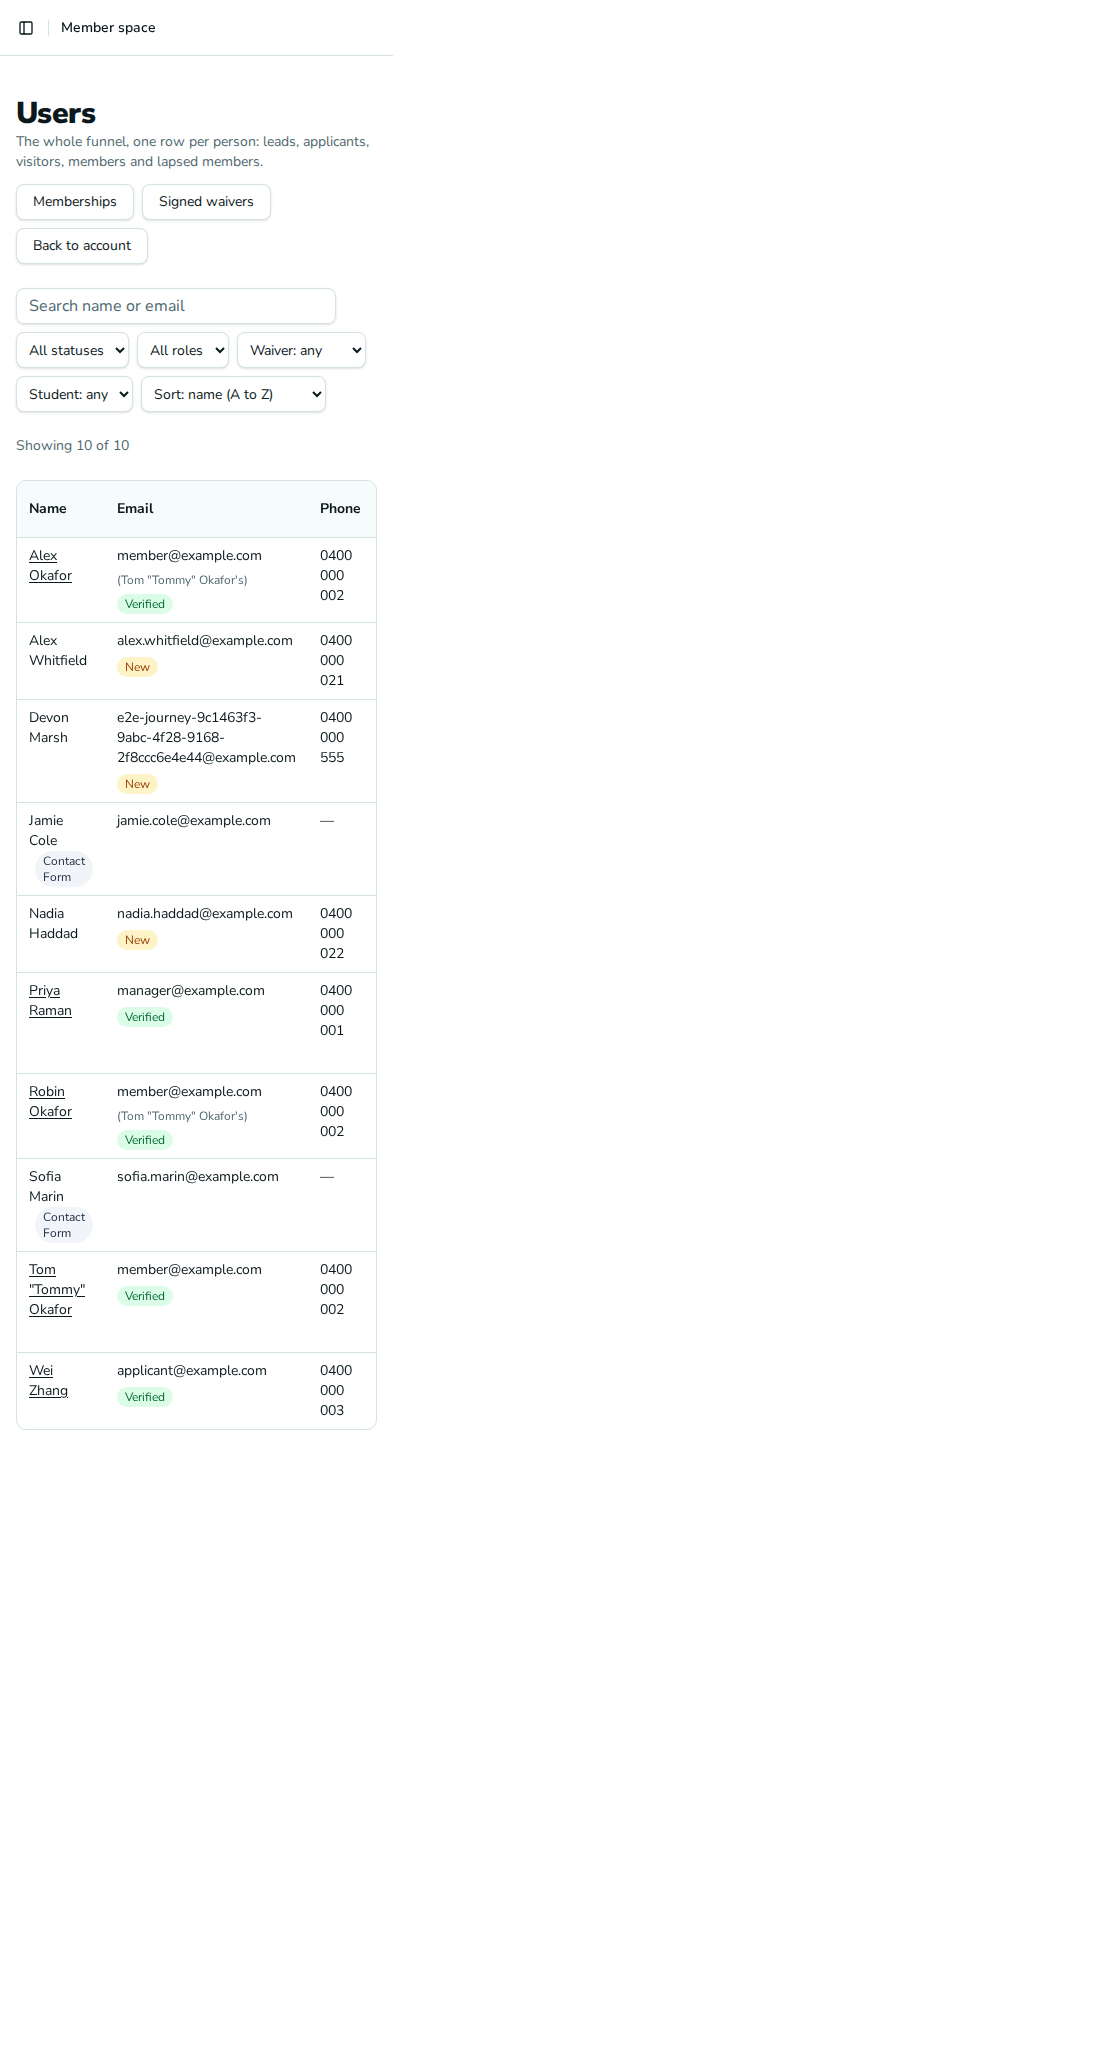 Member space
Users
The whole funnel, one row per person: leads, applicants,
visitors, members and lapsed members.
Memberships
Signed waivers
Back to account
Search name or email
All statuses
All roles
Waiver: any
Student: any
Sort: name (A to Z)
Showing 10 of 10
Name
Email
Phone
Alex
Okafor
member@example.com
(Tom "Tommy" Okafor's)
Verified
0400
000
002
Alex
Whitfield
alex.whitfield@example.com
New
0400
000
021
Devon
Marsh
e2e-journey-9c1463f3-
9abc-4f28-9168-
2f8ccc6e4e44@example.com
New
0400
000
555
Jamie
Cole
Contact
Form
jamie.cole@example.com
—
Nadia
Haddad
nadia.haddad@example.com
New
0400
000
022
Priya
Raman
manager@example.com
Verified
0400
000
001
Robin
Okafor
member@example.com
(Tom "Tommy" Okafor's)
Verified
0400
000
002
Sofia
Marin
Contact
Form
sofia.marin@example.com
—
Tom
"Tommy"
Okafor
member@example.com
Verified
0400
000
002
Wei
Zhang
applicant@example.com
Verified
0400
000
003